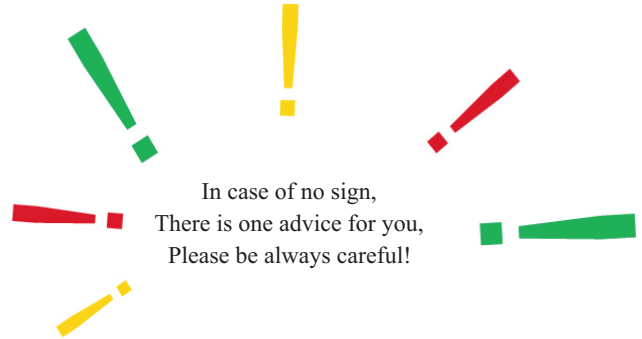 In case of no sign,
There is one advice for you,
Please be always careful!